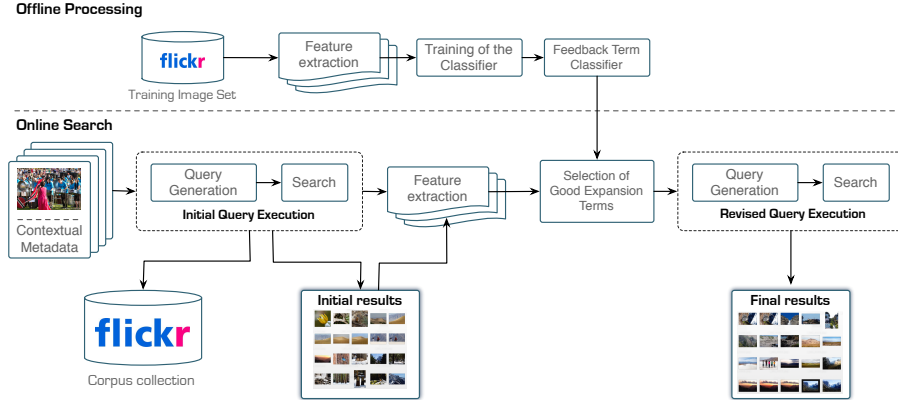 Offline Processing
flickr
Training Image Set
Feature
extraction
Training of the
Classifier
Feedback Term
Classifier
Online Search
Contextual
Metadata
Query
Generation
Search
Initial Query Execution
Feature
extraction
Selection of
Good Expansion
Terms
Query
Generation
Search
Revised Query Execution
flickr
Corpus collection
Initial results
Final results